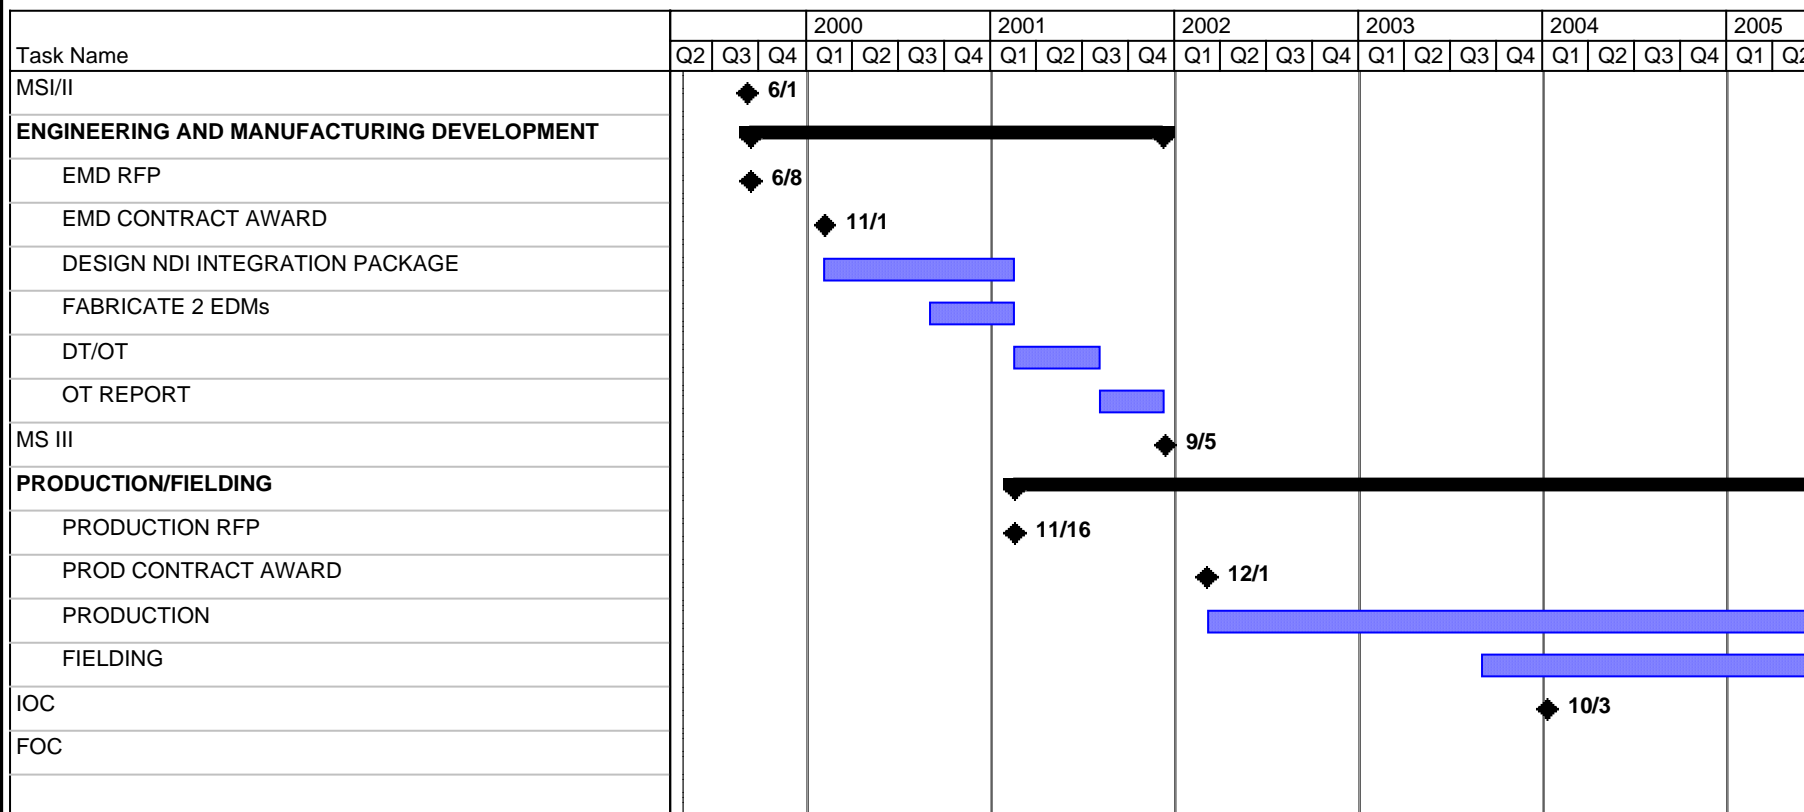 2000 2001 2002 2003 2004 2005
Task Name Q2 Q3 Q4 Q1 Q2 Q3 Q4 Q1 Q2 Q3 Q4 Q1 Q2 Q3 Q4 Q1 Q2 Q3 Q4 Q1 Q2 Q3 Q4 Q1 Q2
MSI/II 6/1
ENGINEERING AND MANUFACTURING DEVELOPMENT
EMD RFP 6/8
EMD CONTRACT AWARD 11/1
DESIGN NDI INTEGRATION PACKAGE
FABRICATE 2 EDMs
DT/OT
OT REPORT
MS III 9/5
PRODUCTION/FIELDING
PRODUCTION RFP 11/16
PROD CONTRACT AWARD 12/1
PRODUCTION
FIELDING
IOC 10/3
FOC